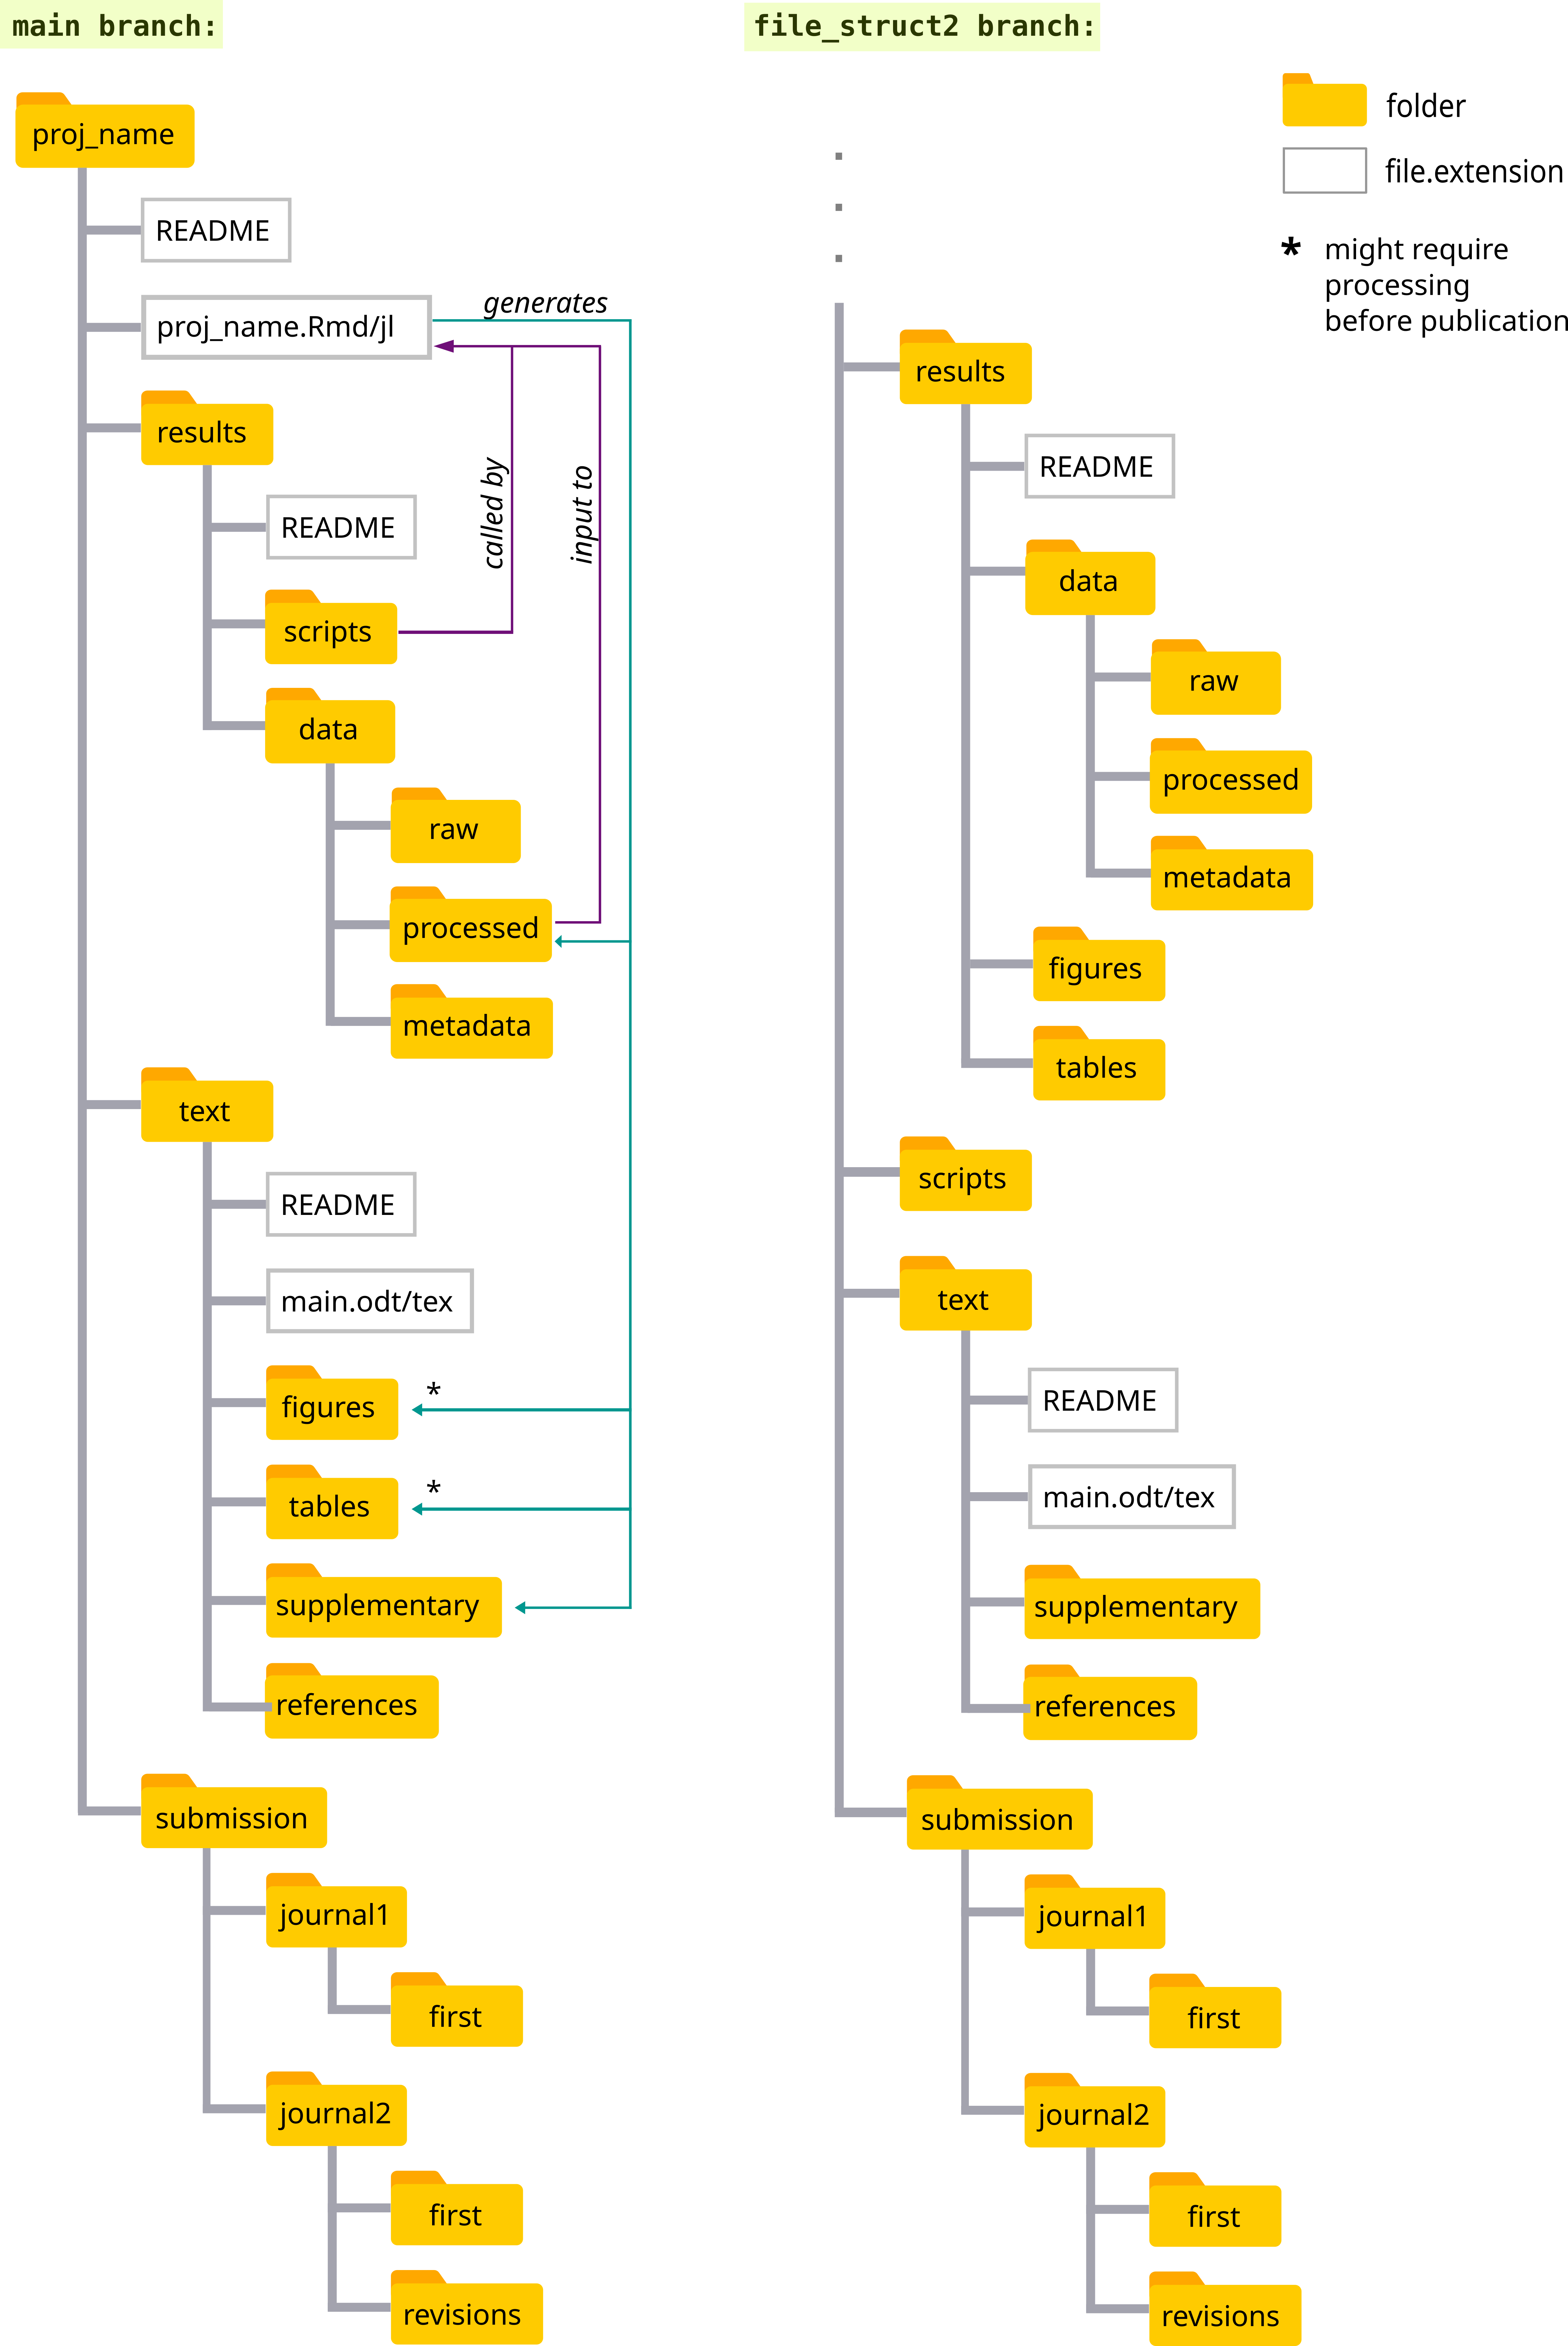 main branch:
proj_name
README
proj_name.Rmd/jl
generates
results
called by
input to
README
scripts
data
raw
processed
metadata
text
README
main.odt/tex
figures
*
tables
*
supplementary
references
submission
journal1
first
journal2
first
revisions
file_struct2 branch:
results
README
data
raw
processed
metadata
figures
tables
scripts
text
README
main.odt/tex
supplementary
references
submission
journal1
first
journal2
first
revisions
folder
file.extension
* might require
processing
before publication